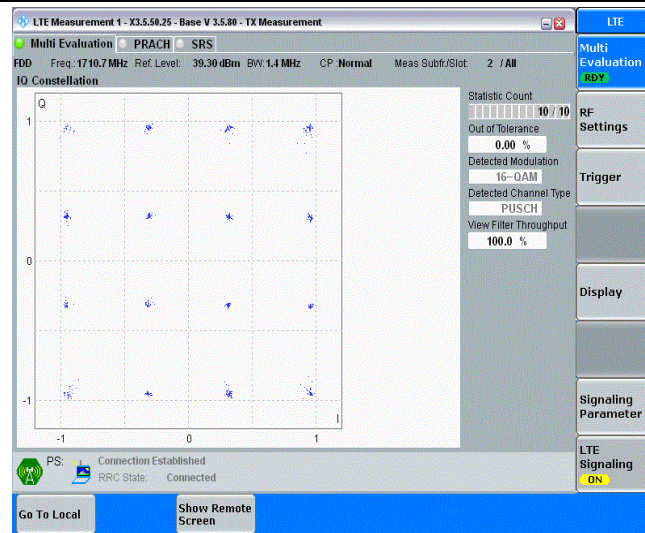 LTE Measurement 1 - X3.5.50.25 - Base V 3.5.80 - TX Measurement
LTE
Multi Evaluation PRACH SRS
FDD Freq.: 1710.7 MHz Ref. Level: 39.30 dBm BW: 1.4 MHz CP :Normal Meas Subfr./Slot: 2 / All
IQ Constellation
Q
1
0
-1
-1 0 1
I
Statistic Count
10 / 10
Out of Tolerance
0.00 %
Detected Modulation
16-QAM
Detected Channel Type
PUSCH
View Filter Throughput
100.0 %
Multi
Evaluation
RDY
RF
Settings
Trigger
Display
Signaling
Parameter
LTE
Signaling
ON
PS: Connection Established
RRC State: Connected
Go To Local
Show Remote
Screen